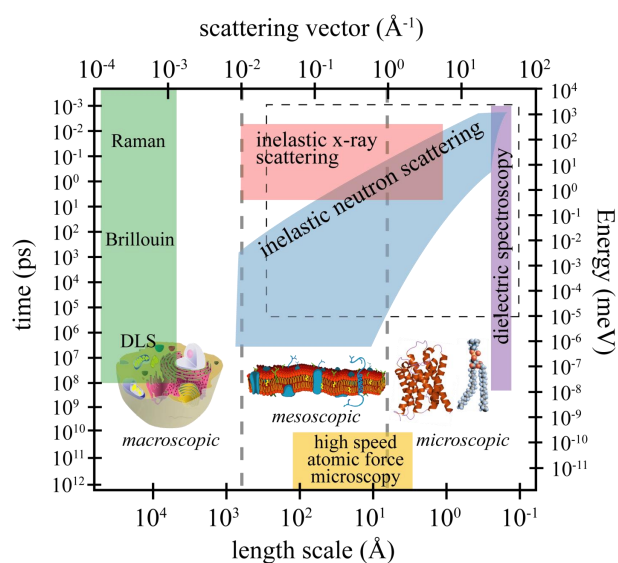 scattering vector (Å⁻¹)
10⁻⁴ 10⁻³ 10⁻² 10⁻¹ 10⁰ 10¹ 10²
time (ps)
10⁻³
10⁻²
10⁻¹
10⁰
10¹
10²
10³
10⁴
10⁵
10⁶
10⁷
10⁸
10⁹
10¹⁰
10¹¹
10¹²
Raman
Brillouin
DLS
inelastic x-ray
scattering
inelastic neutron scattering
dielectric spectroscopy
macroscopic
mesoscopic
microscopic
high speed
atomic force
microscopy
10⁴
10³
10²
10¹
10⁰
10⁻¹
10⁻²
10⁻³
10⁻⁴
10⁻⁵
10⁻⁶
10⁻⁷
10⁻⁸
10⁻⁹
10⁻¹⁰
10⁻¹¹
Energy (meV)
10⁴ 10³ 10² 10¹ 10⁰ 10⁻¹
length scale (Å)